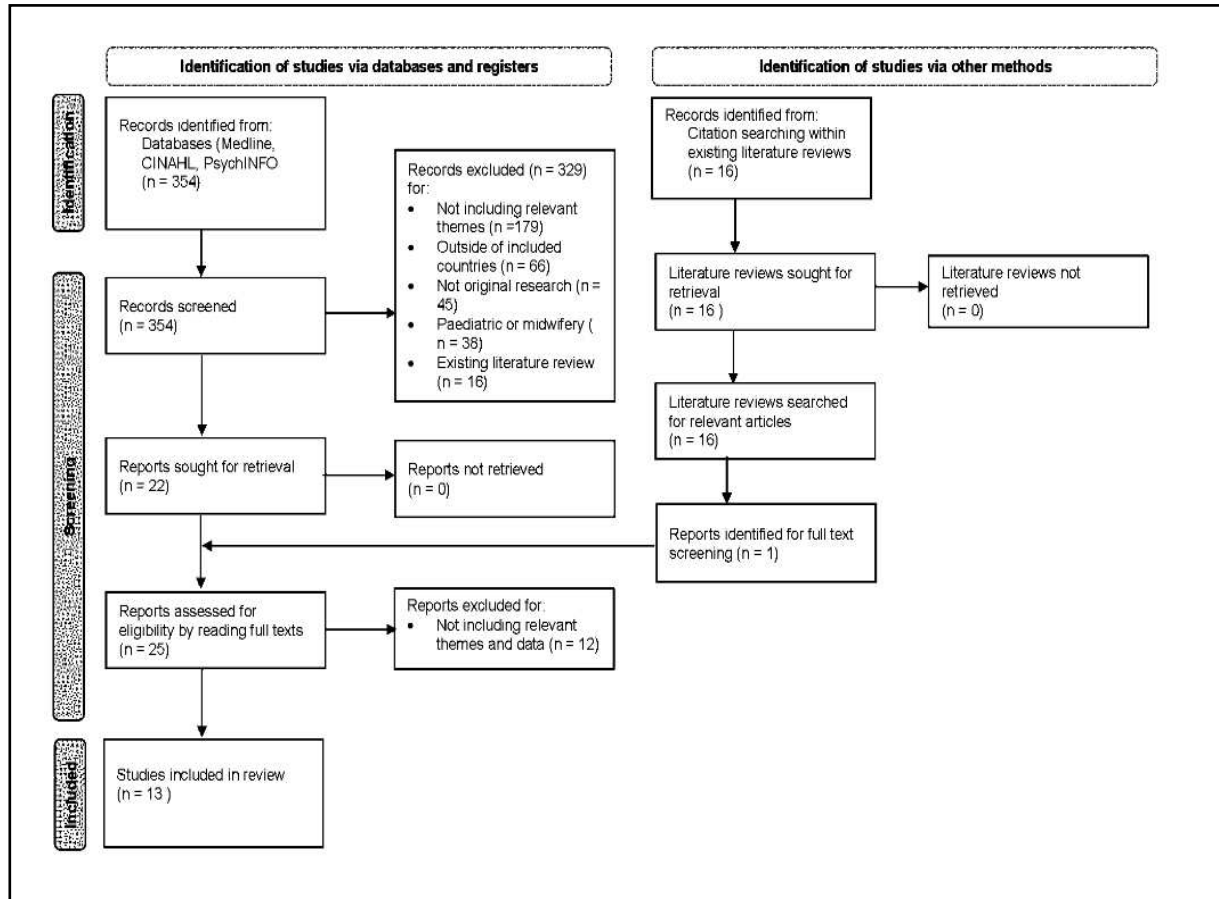 Identification of studies via databases and registers
Identification of studies via other methods
Identification
Records identified from:
Databases (Medline,
CINAHL, PsychINFO
(n = 354)
Records excluded (n = 329)
for:
• Not including relevant
themes (n =179)
• Outside of included
countries (n = 66)
• Not original research (n =
45)
• Paediatric or midwifery (
n = 38)
• Existing literature review
(n = 16)
Records identified from:
Citation searching within
existing literature reviews
(n = 16)
Screening
Records screened
(n = 354)
Literature reviews sought for
retrieval
(n = 16 )
Literature reviews not
retrieved
(n = 0)
Literature reviews searched
for relevant articles
(n = 16)
Reports sought for retrieval
(n = 22)
Reports not retrieved
(n = 0)
Reports identified for full text
screening (n = 1)
Reports assessed for
eligibility by reading full texts
(n = 25)
Reports excluded for:
• Not including relevant
themes and data (n = 12)
Included
Studies included in review
(n = 13 )